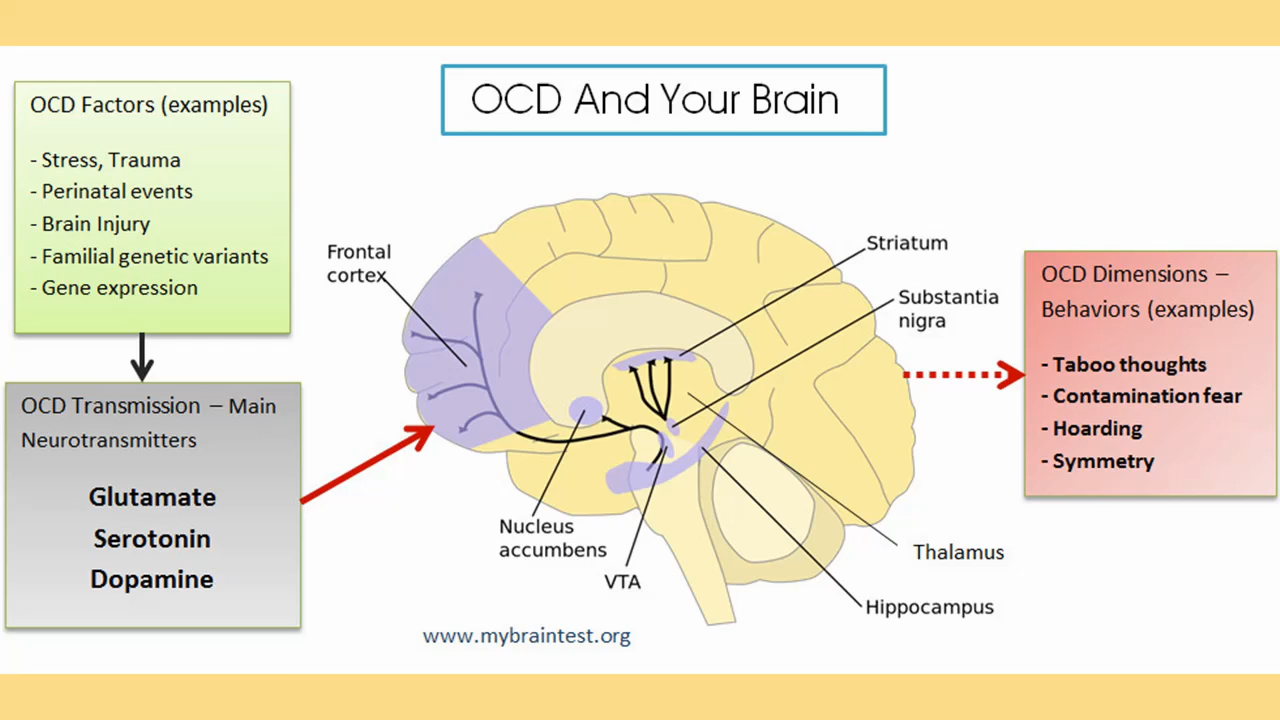 OCD And Your Brain
OCD Factors (examples)
- Stress, Trauma
- Perinatal events
- Brain Injury
- Familial genetic variants
- Gene expression
OCD Transmission – Main
Neurotransmitters
Glutamate
Serotonin
Dopamine
Frontal
cortex
Striatum
Substantia
nigra
Nucleus
accumbens
VTA
Thalamus
Hippocampus
www.mybraintest.org
OCD Dimensions –
Behaviors (examples)
- Taboo thoughts
- Contamination fear
- Hoarding
- Symmetry